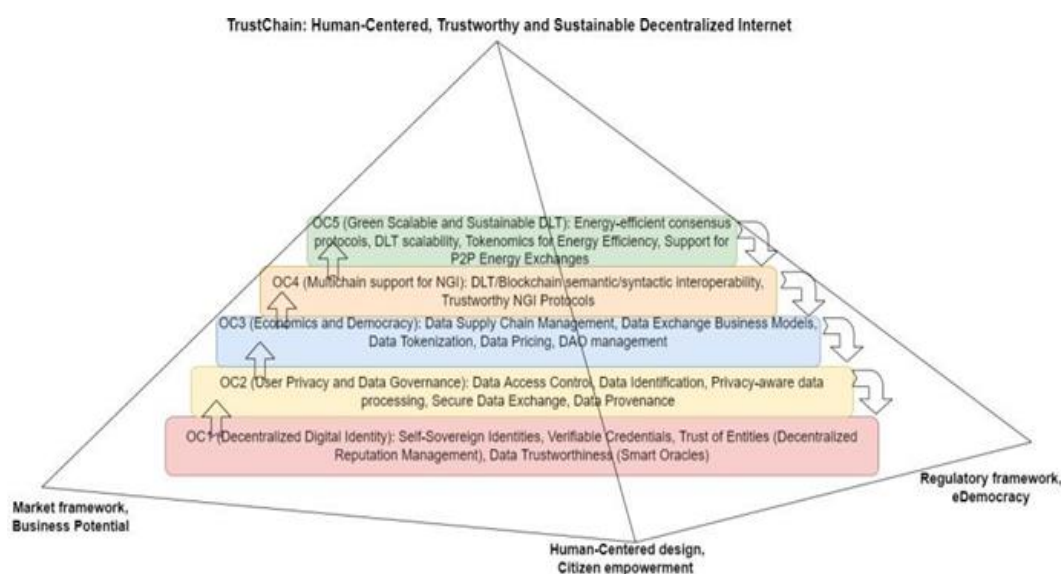 TrustChain: Human-Centered, Trustworthy and Sustainable Decentralized Internet
OC5 (Green Scalable and Sustainable DLT): Energy-efficient consensus
protocols, DLT scalability, Tokenomics for Energy Efficiency, Support for
P2P Energy Exchanges
OC4 (Multichain support for NGI): DLT/Blockchain semantic/syntactic interoperability,
Trustworthy NGI Protocols
OC3 (Economics and Democracy): Data Supply Chain Management, Data Exchange Business Models,
Data Tokenization, Data Pricing, DAO management
OC2 (User Privacy and Data Governance): Data Access Control, Data Identification, Privacy-aware data
processing, Secure Data Exchange, Data Provenance
OC1 (Decentralized Digital Identity): Self-Sovereign Identities, Verifiable Credentials, Trust of Entities (Decentralized
Reputation Management), Data Trustworthiness (Smart Oracles)
Market framework,
Business Potential
Regulatory framework,
eDemocracy
Human-Centered design,
Citizen empowerment